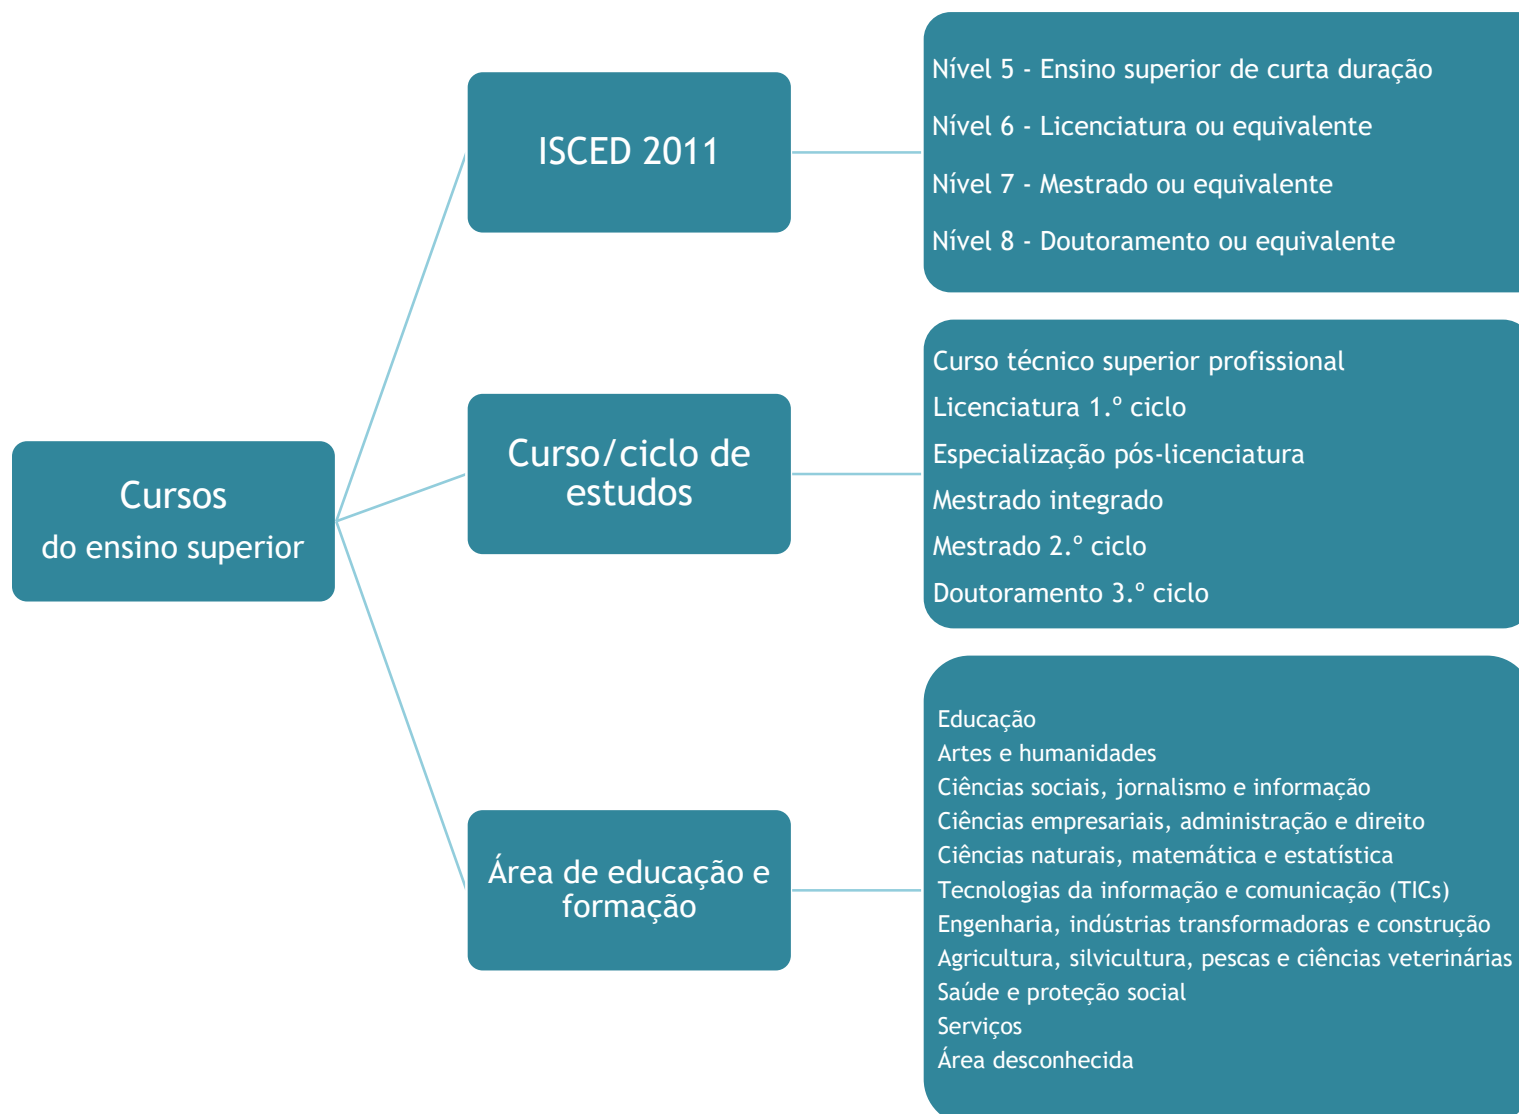 Cursos
do ensino superior
ISCED 2011
Nível 5 - Ensino superior de curta duração
Nível 6 - Licenciatura ou equivalente
Nível 7 - Mestrado ou equivalente
Nível 8 - Doutoramento ou equivalente
Curso/ciclo de
estudos
Curso técnico superior profissional
Licenciatura 1.º ciclo
Especialização pós-licenciatura
Mestrado integrado
Mestrado 2.º ciclo
Doutoramento 3.º ciclo
Área de educação e
formação
Educação
Artes e humanidades
Ciências sociais, jornalismo e informação
Ciências empresariais, administração e direito
Ciências naturais, matemática e estatística
Tecnologias da informação e comunicação (TICs)
Engenharia, indústrias transformadoras e construção
Agricultura, silvicultura, pescas e ciências veterinárias
Saúde e proteção social
Serviços
Área desconhecida